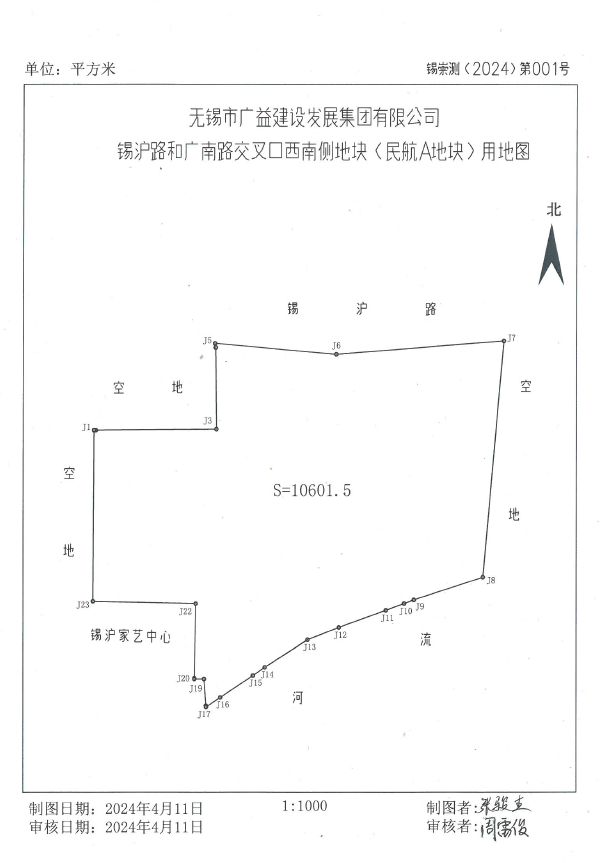 单位：平方米
锡崇测（2024）第001号
无锡市广益建设发展集团有限公司
锡沪路和广南路交叉口西南侧地块（民航A地块）用地图
北
锡 沪 路
J5
J6
J7
空 地
空
J1
J3
空
S=10601.5
地
地
J8
J23
J22
J9
J10
J11
锡沪家艺中心
J12
流
J13
J14
J15
J20
J19
J16
河
J17
制图日期：2024年4月11日
1:1000
制图者：张骏杰
审核日期：2024年4月11日
审核者：周雷俊